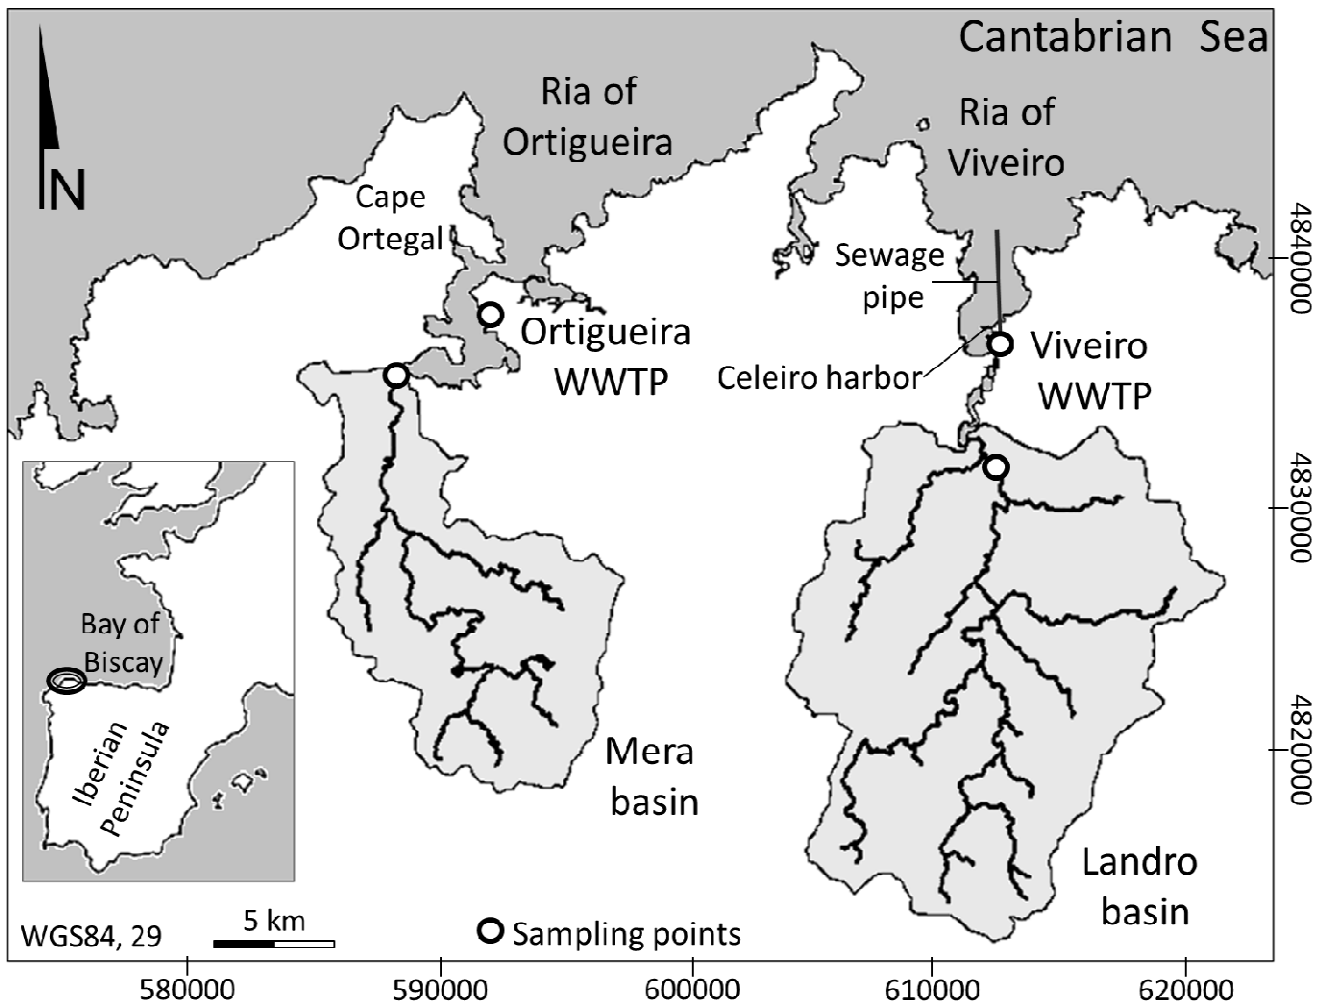 Cantabrian Sea
Ria of
Ortigueira
Ria of
Viveiro
N
Cape
Ortegal
Sewage
pipe
Ortigueira
WWTP
Celeiro harbor
Viveiro
WWTP
4840000
4830000
4820000
Bay of
Biscay
Iberian
Peninsula
Mera
basin
Landro
basin
WGS84, 29
5 km
Sampling points
580000
590000
600000
610000
620000